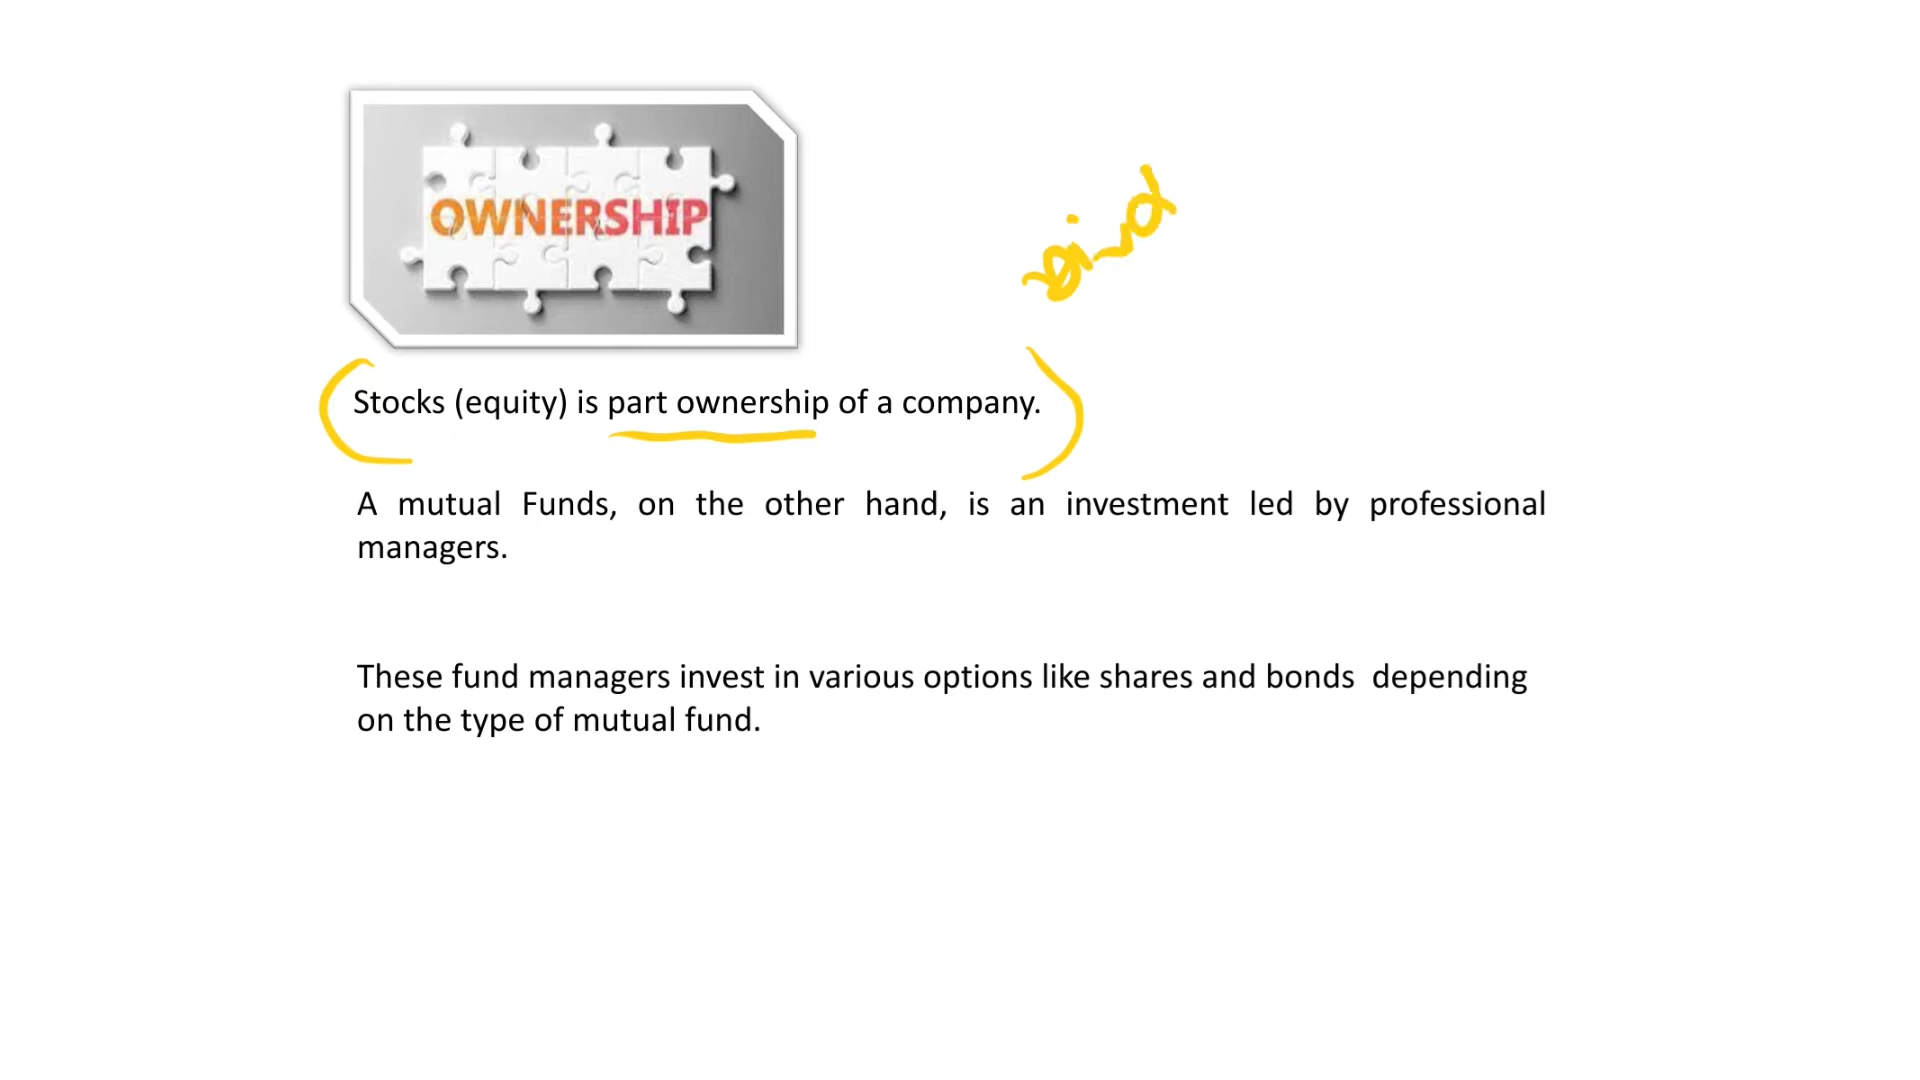 OWNERSHIP
Stocks (equity) is part ownership of a company.
A mutual Funds, on the other hand, is an investment led by professional
managers.
These fund managers invest in various options like shares and bonds depending
on the type of mutual fund.